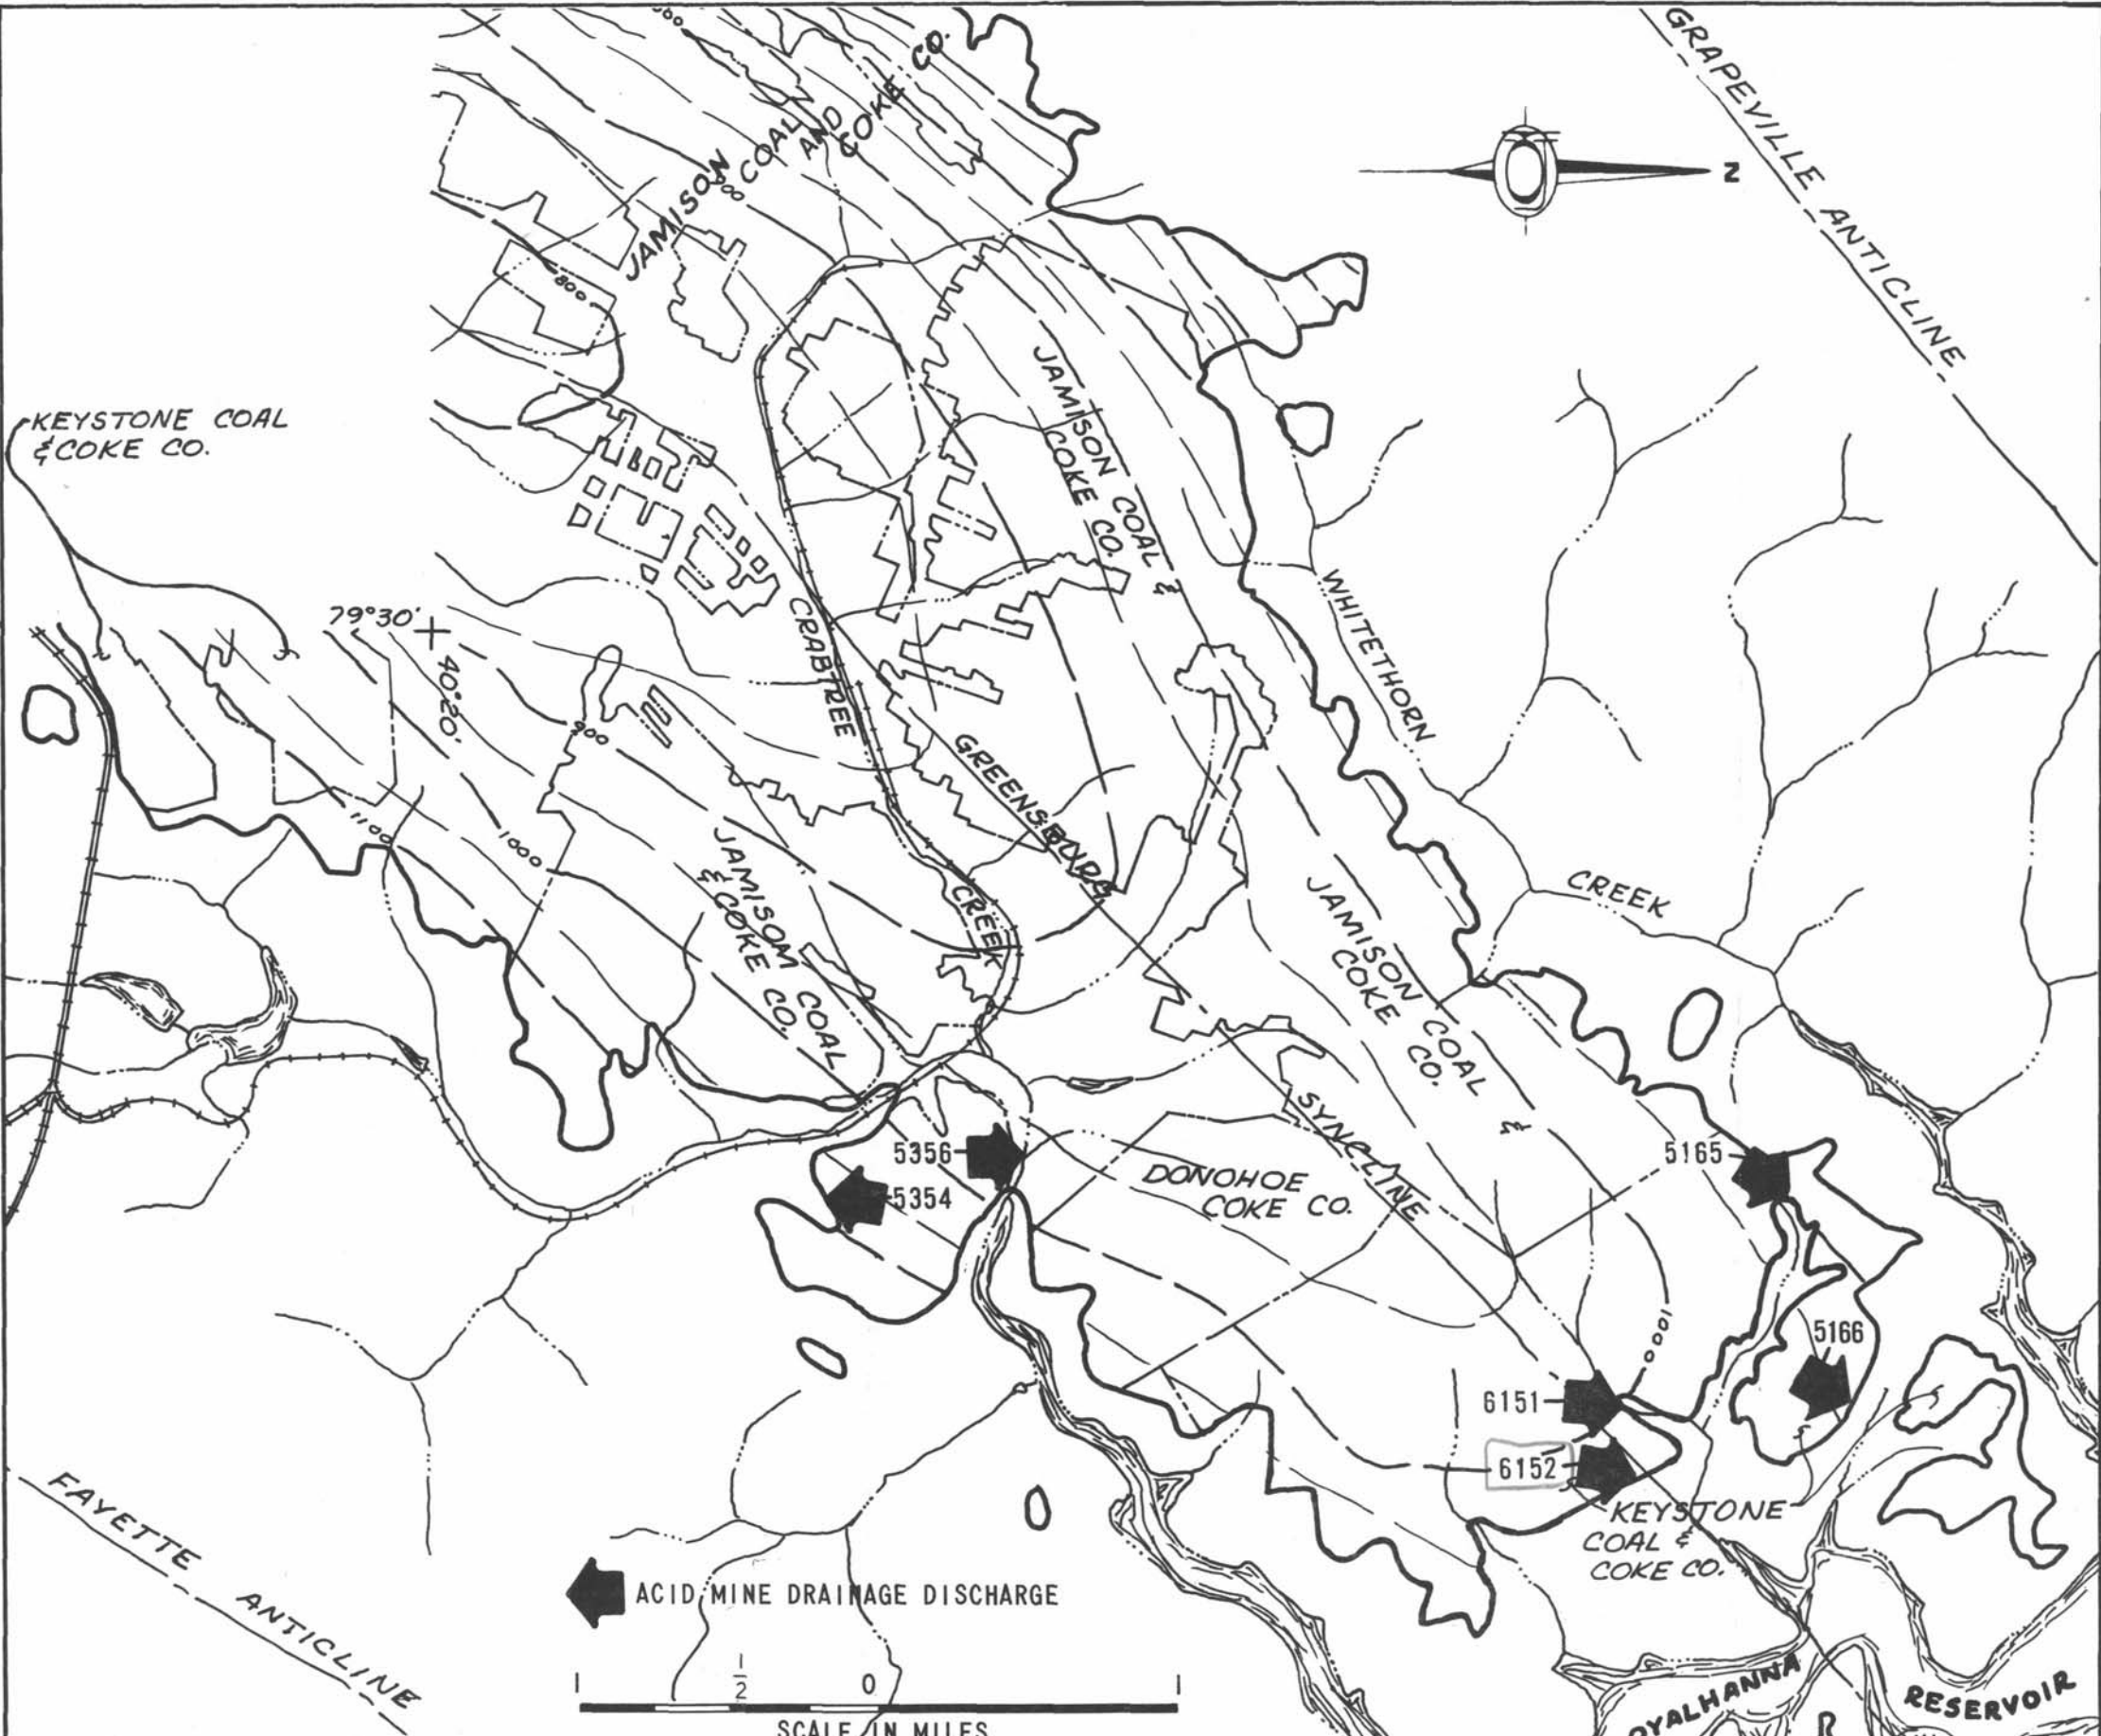 GRAPEVILLE ANTICLINE
N
JAMISON COAL
AND
COKE CO.
800
KEYSTONE COAL
& COKE CO.
JAMISON COAL &
COKE CO.
WHITETHORN
CREEK
79°30'
40°20'
CRABTREE
CREEK
GREENSBURG
SYNCLINE
900
1000
1100
JAMISON COAL
& COKE CO.
JAMISON COAL &
COKE CO.
5356
5354
DONOHOE
COKE CO.
5165
5166
1000
6151
6152
KEYSTONE
COAL &
COKE CO.
FAYETTE ANTICLINE
ACID MINE DRAINAGE DISCHARGE
1 1/2 0 1
SCALE IN MILES
OYALHANNA
RESERVOIR
R